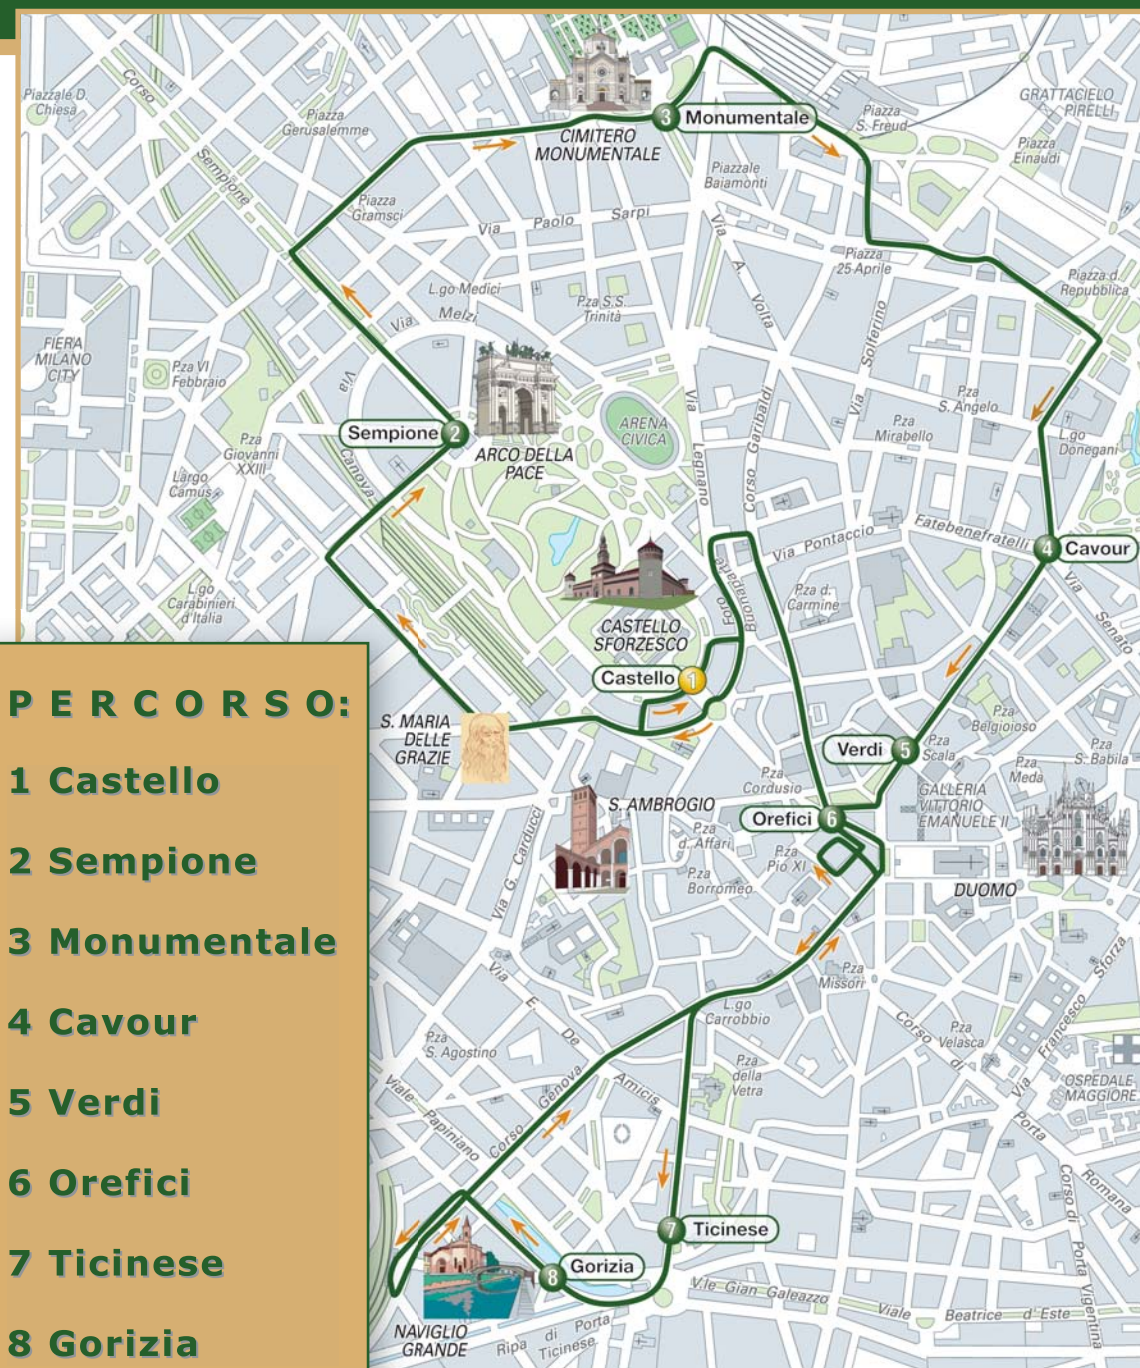 Piazzale D.
Chiesa
Corso
Sempione
Piazza
Gerusalemme
CIMITERO
MONUMENTALE
3 Monumentale
Piazza
S. Freud
GRATTACIELO
PIRELLI
Piazza
Einaudi
Piazzale
Baiamonti
Piazza
Gramsci
Via Paolo Sarpi
Via A. Volta
Piazza
25 Aprile
Piazza d.
Repubblica
L.go Medici
Via Melzi
P.za S.S.
Trinità
Via Solferino
FIERA
MILANO
CITY
P.za VI
Febbraio
Via Canova
P.za
Giovanni
XXIII
Largo
Camus
Sempione 2
ARCO DELLA
PACE
ARENA
CIVICA
Via Legnano
Corso Garibaldi
P.za
S. Angelo
P.za
Mirabello
L.go
Donegani
Fatebenefratelli
4 Cavour
Via Pontaccio
Via Senato
L.go
Carabinieri
d'Italia
Foro Buonaparte
P.za d.
Carmine
CASTELLO
SFORZESCO
Castello 1
S. MARIA
DELLE
GRAZIE
Verdi 5
P.za
Scala
P.za
Belgioioso
P.za
Meda
P.za
S. Babila
P.za
Cordusio
GALLERIA
VITTORIO
EMANUELE II
S. AMBROGIO
Orefici 6
P.za
d. Affari
P.za
Pio XI
P.za
Borromeo
DUOMO
Via G. Carducci
P.za
Missori
L.go
Carrobbio
Via E. De Amicis
P.za
S. Agostino
Viale Papiniano
Corso Genova
P.za
della
Vetra
Corso di Porta Romana
P.za
Velasca
Via Francesco Sforza
OSPEDALE
MAGGIORE
Corso di Porta Vigentina
7 Ticinese
8 Gorizia
V.le Gian Galeazzo
Viale Beatrice d'Este
NAVIGLIO
GRANDE
Ripa di Porta
Ticinese
PERCORSO:
1 Castello
2 Sempione
3 Monumentale
4 Cavour
5 Verdi
6 Orefici
7 Ticinese
8 Gorizia